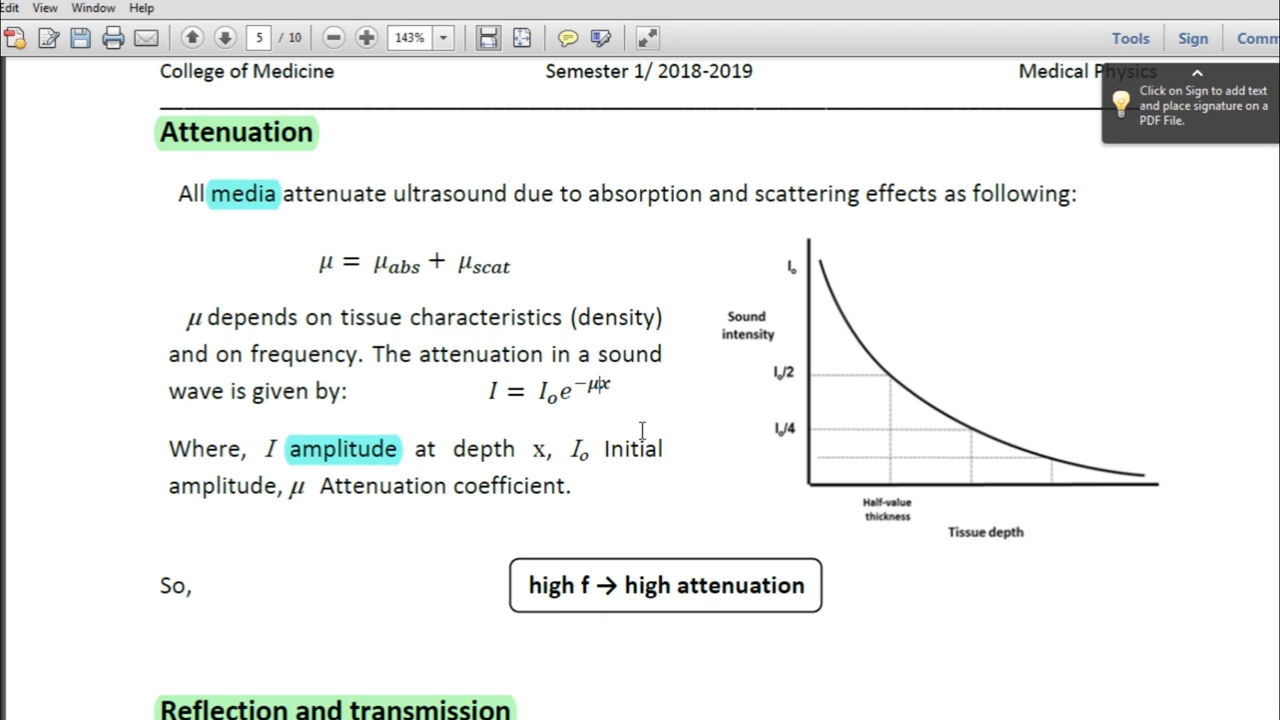 Edit View Window Help
5 / 10 143% Tools Sign Comm
College of Medicine Semester 1/ 2018-2019 Medical Physics
Click on Sign to add text
and place signature on a
PDF File.
Attenuation
All media attenuate ultrasound due to absorption and scattering effects as following:
μ = μabs + μscat
μ depends on tissue characteristics (density)
and on frequency. The attenuation in a sound
wave is given by: I = Iₒe^−μx
Where, I amplitude at depth x, Iₒ Initial
amplitude, μ Attenuation coefficient.
Iₒ
Sound
intensity
Iₒ/2
Iₒ/4
Half-value
thickness
Tissue depth
So, high f → high attenuation
Reflection and transmission